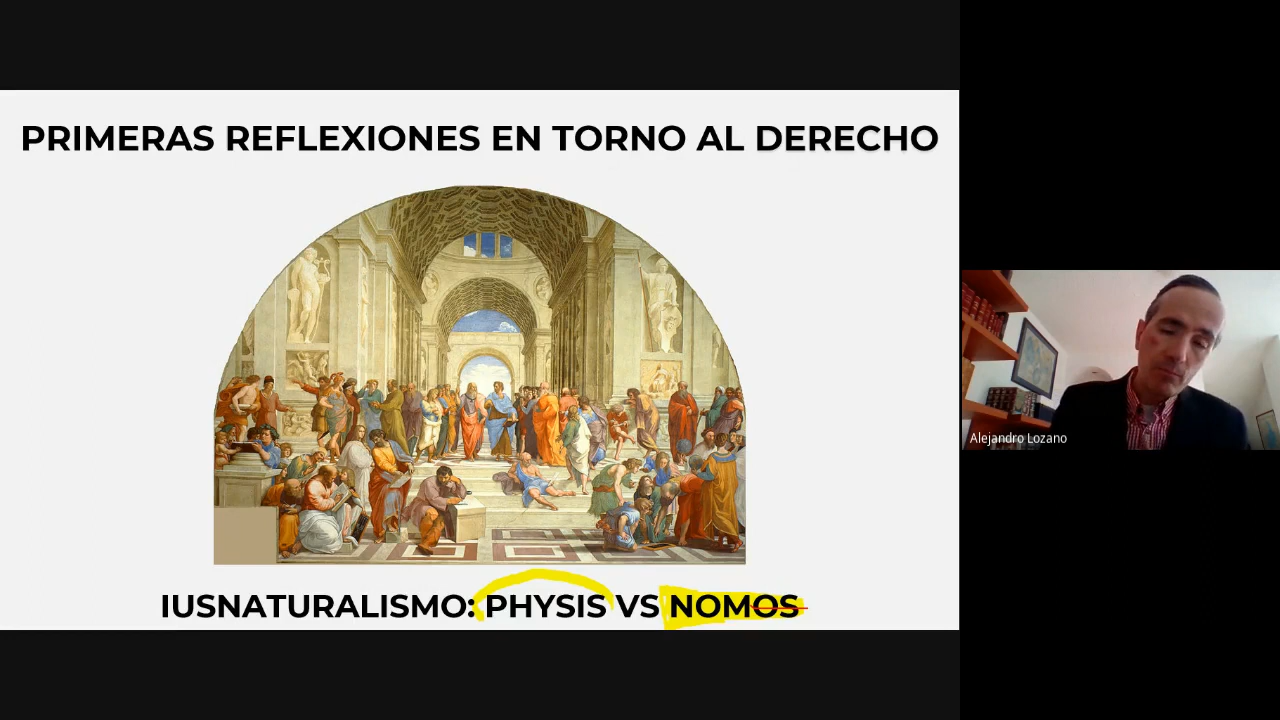 PRIMERAS REFLEXIONES EN TORNO AL DERECHO
IUSNATURALISMO: PHYSIS VS NOMOS
Alejandro Lozano